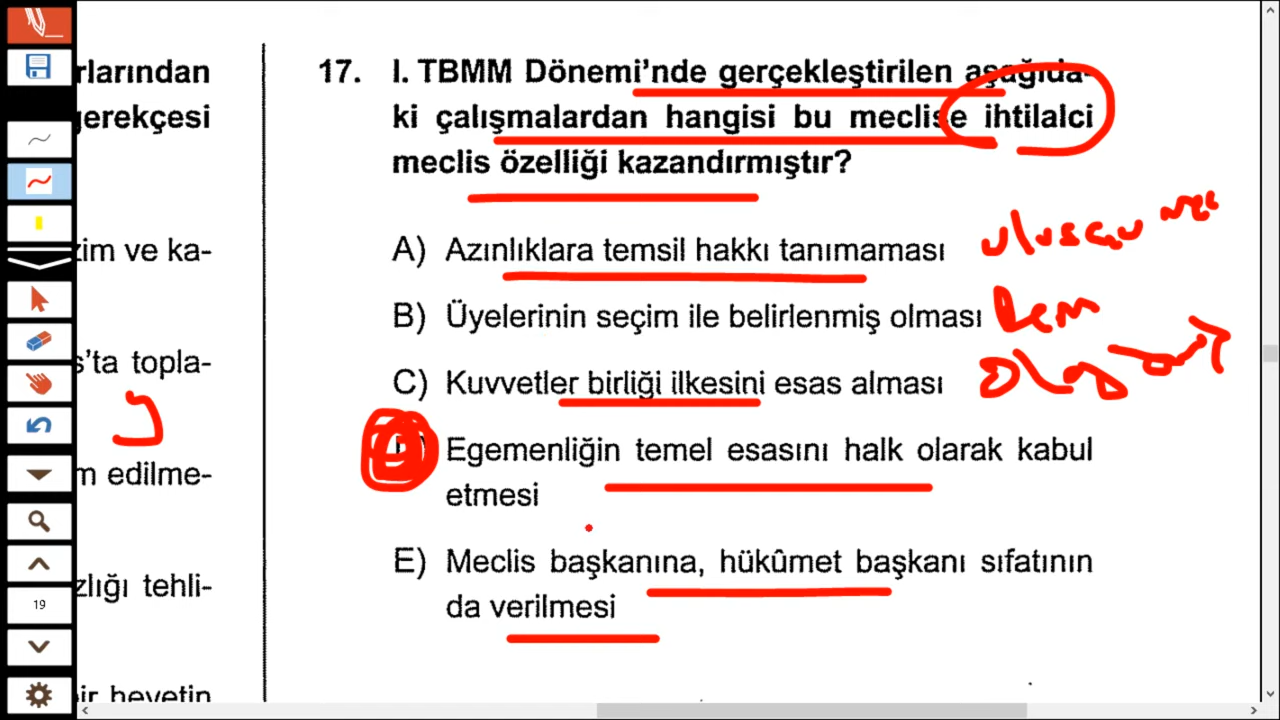 rlarından
gerekçesi
zim ve ka-
s'ta topla-
m edilme-
zlığı tehli-
bir heyetin
19
17. I. TBMM Dönemi'nde gerçekleştirilen aşağıda-
ki çalışmalardan hangisi bu meclise ihtilalci
meclis özelliği kazandırmıştır?
A) Azınlıklara temsil hakkı tanımaması
ulusçu
B) Üyelerinin seçim ile belirlenmiş olması
Dem
C) Kuvvetler birliği ilkesini esas alması
Egemenliğin temel esasını halk olarak kabul
etmesi
E) Meclis başkanına, hükûmet başkanı sıfatının
da verilmesi